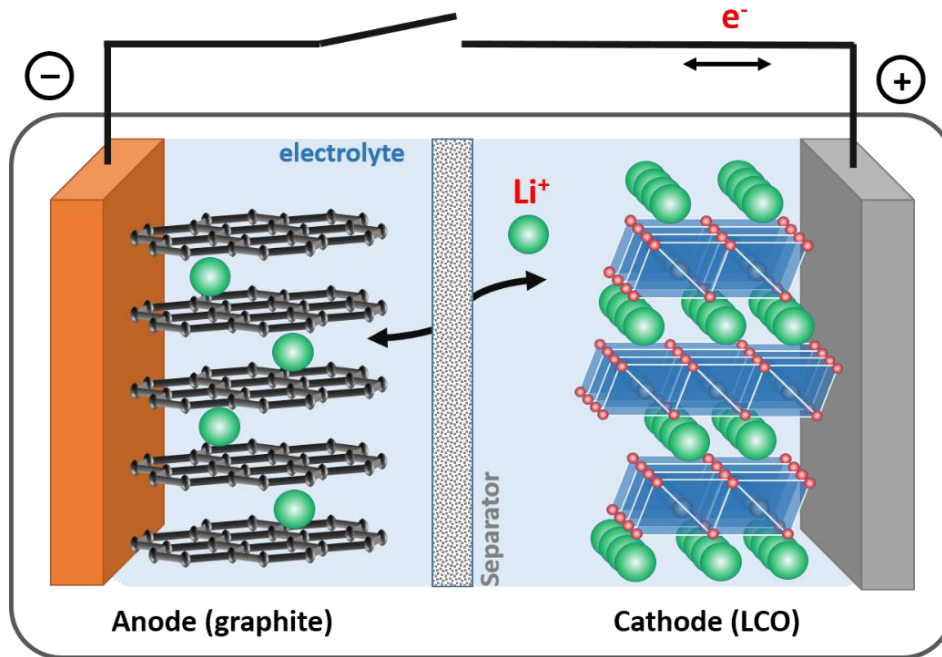 e⁻
−
+
electrolyte
Li⁺
Separator
Anode (graphite)
Cathode (LCO)